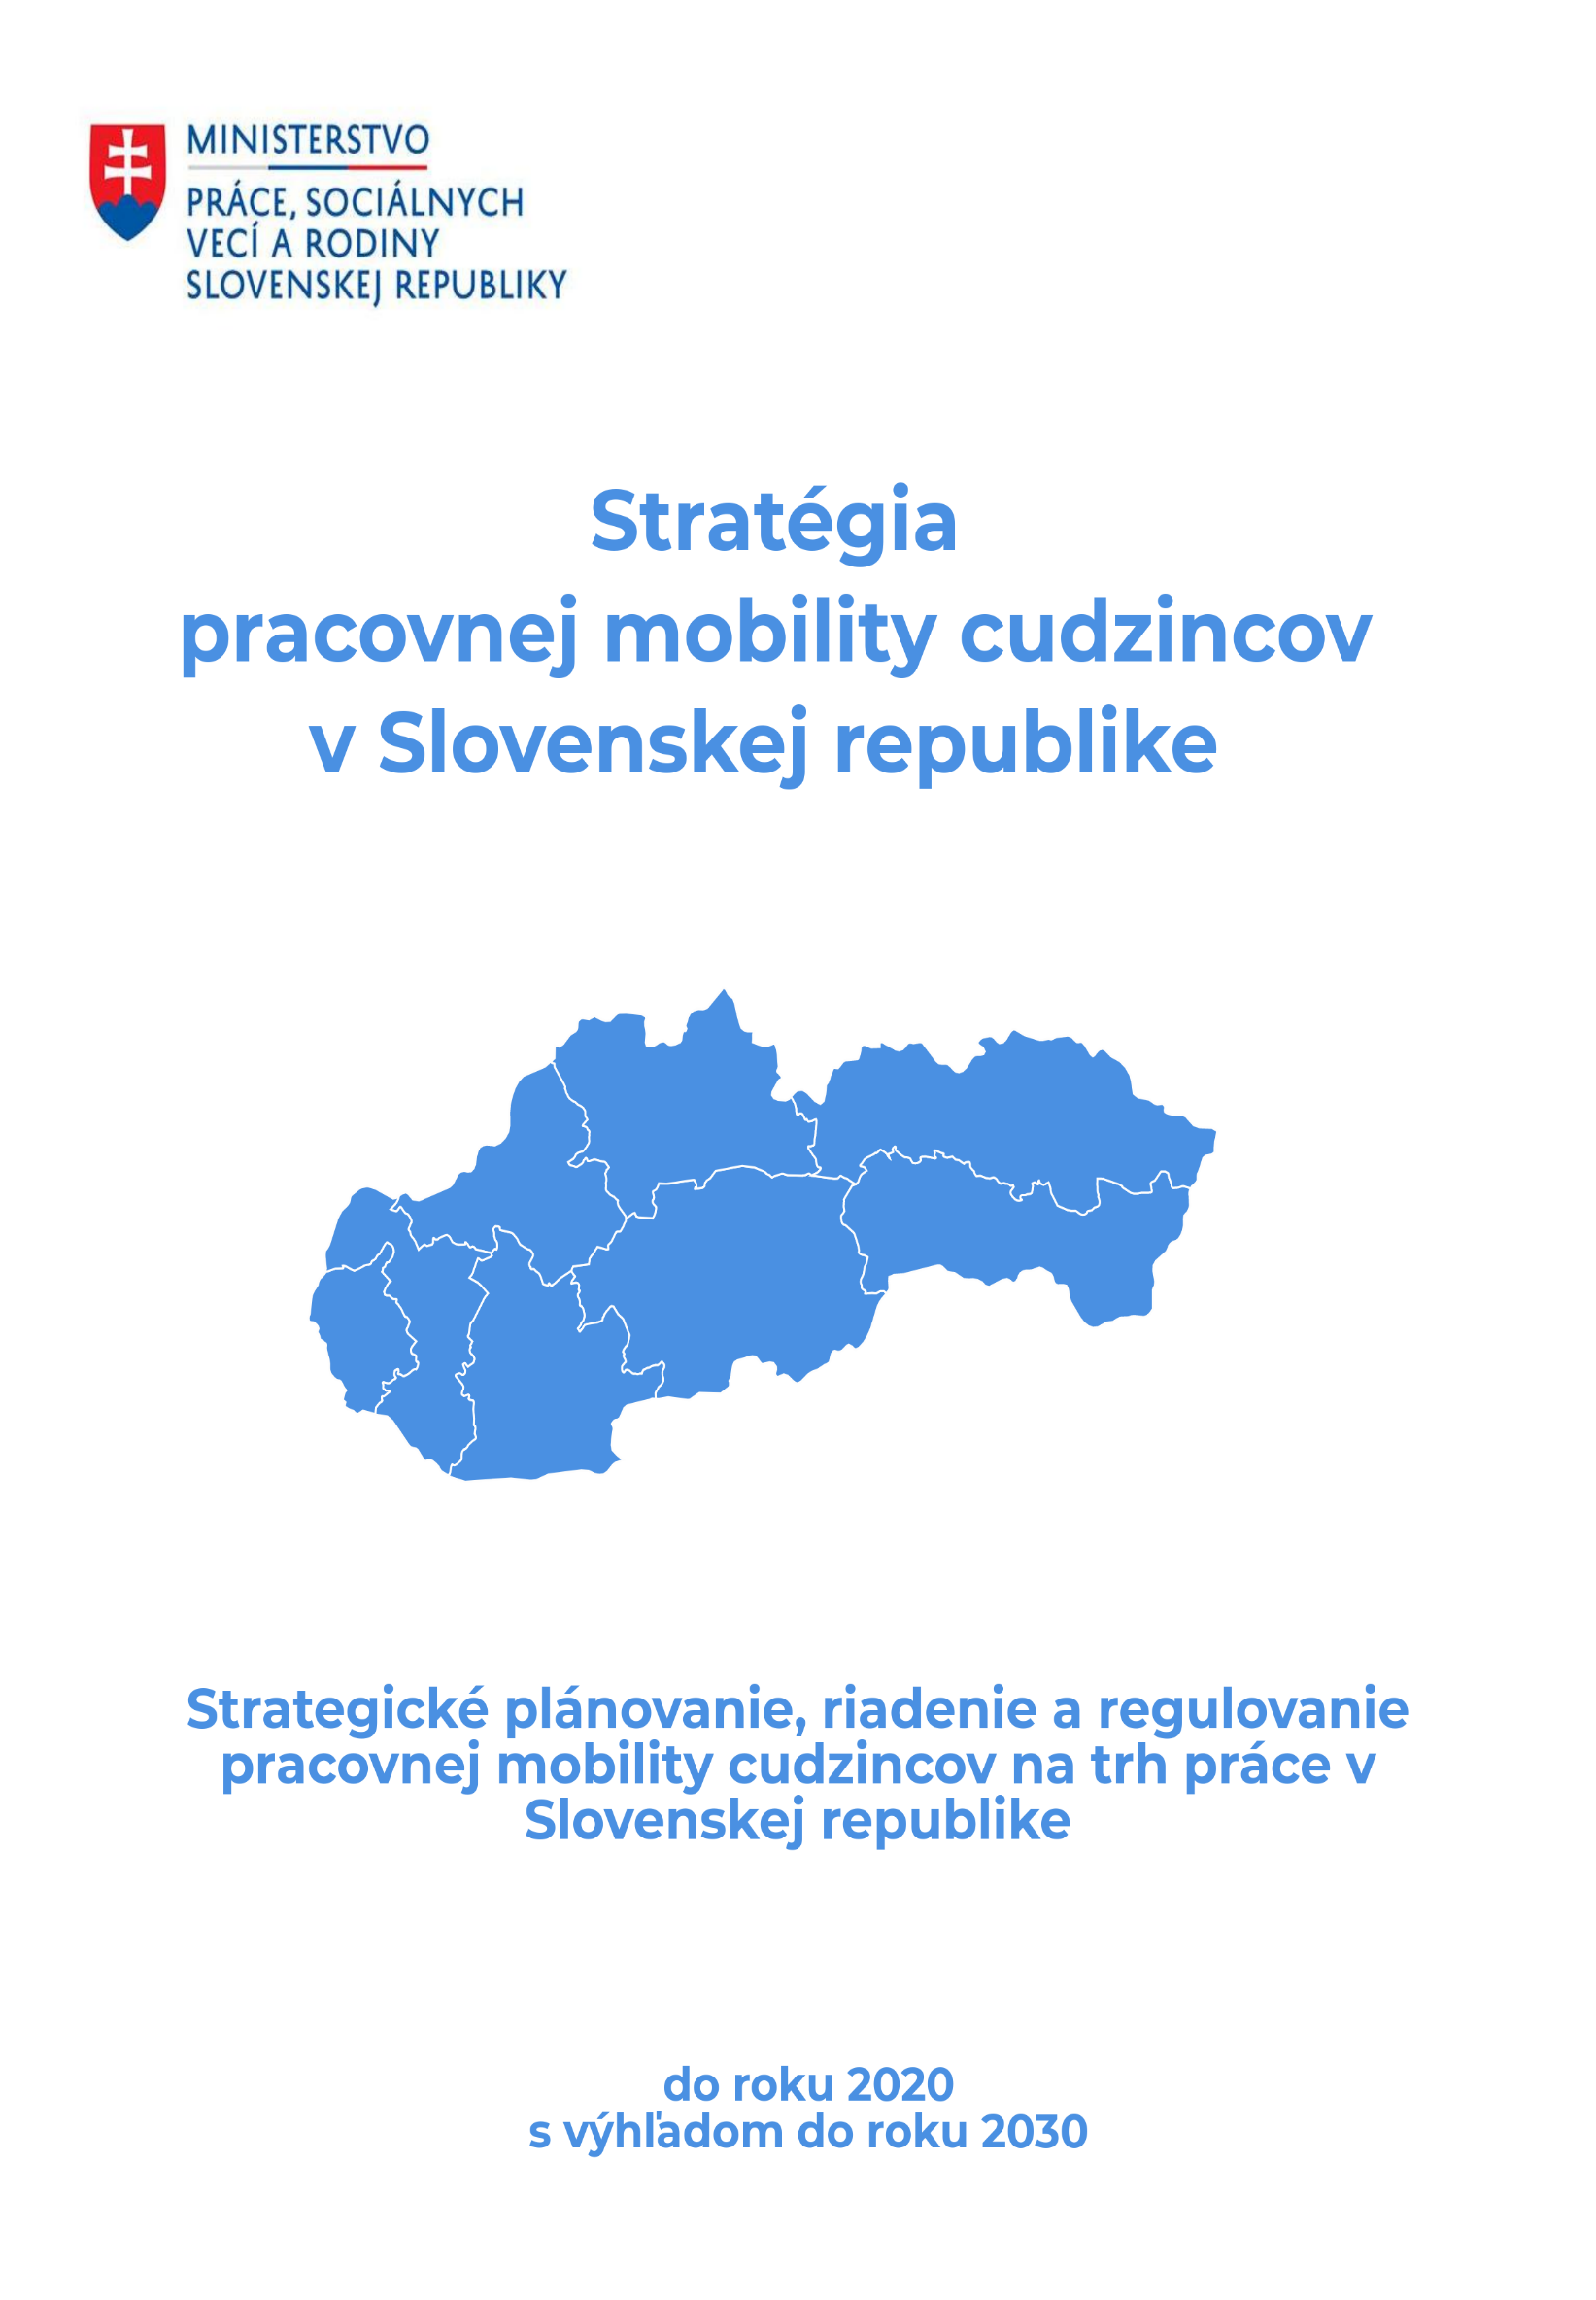 MINISTERSTVO
PRÁCE, SOCIÁLNYCH
VECÍ A RODINY
SLOVENSKEJ REPUBLIKY
Stratégia
pracovnej mobility cudzincov
v Slovenskej republike
Strategické plánovanie, riadenie a regulovanie
pracovnej mobility cudzincov na trh práce v
Slovenskej republike
do roku 2020
s výhľadom do roku 2030